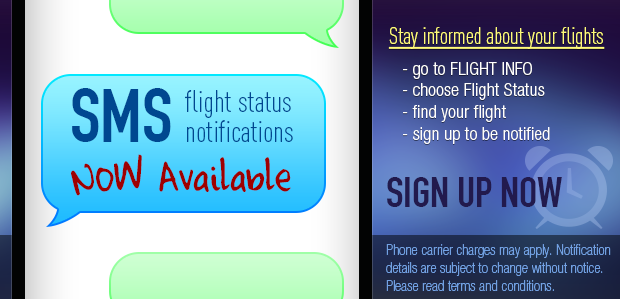 SMS flight status
notifications
NOW Available
Stay informed about your flights
- go to FLIGHT INFO
- choose Flight Status
- find your flight
- sign up to be notified
SIGN UP NOW
Phone carrier charges may apply. Notification
details are subject to change without notice.
Please read terms and conditions.